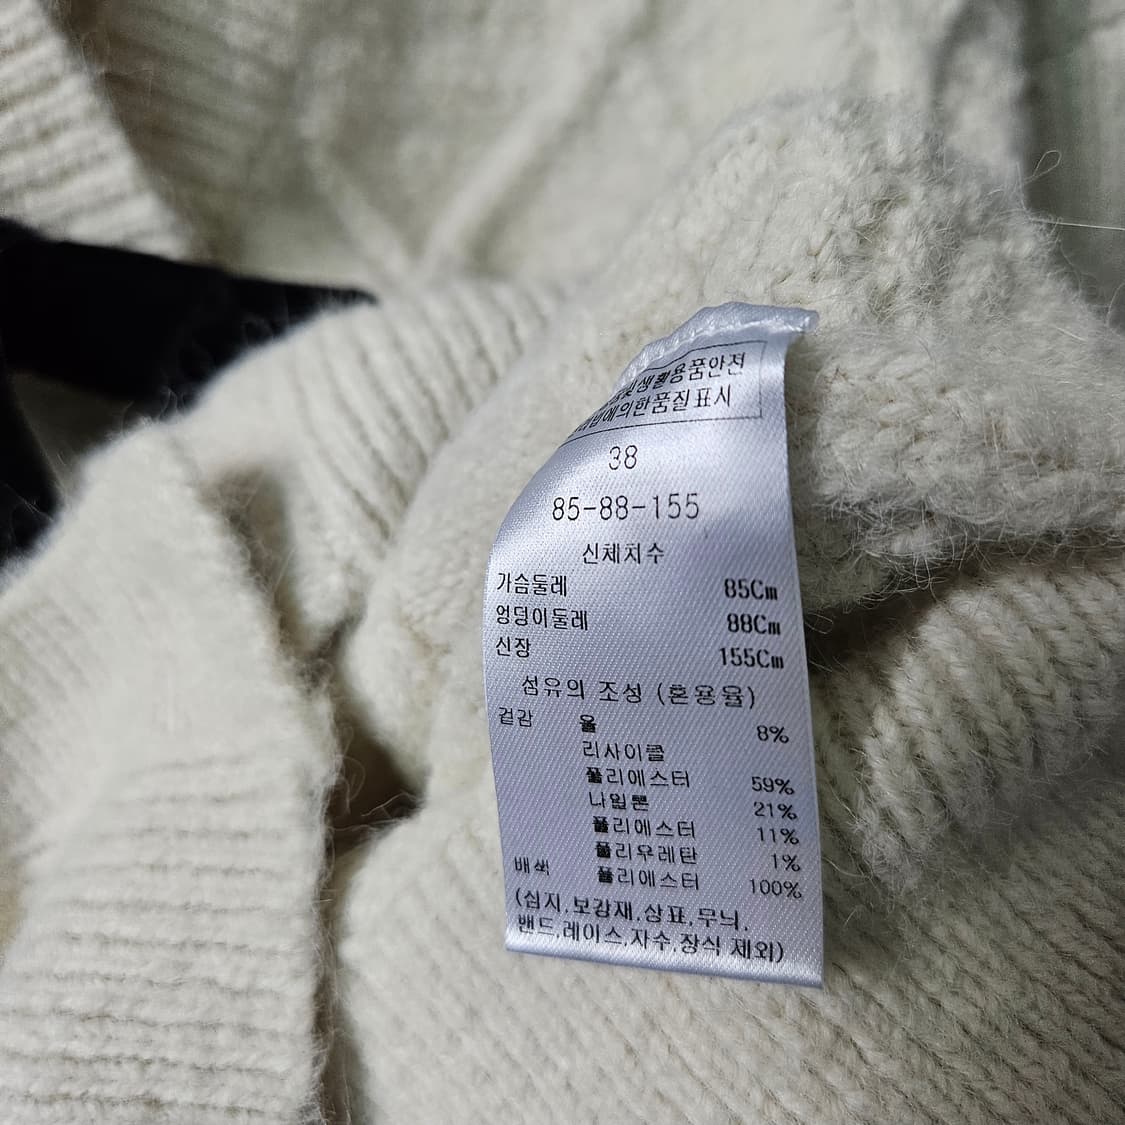 및생활용품안전
법에의한품질표시
38
85-88-155
신체치수
가슴둘레 85Cm
엉덩이둘레 88Cm
신장 155Cm
섬유의 조성 (혼용율)
겉감 울 8%
리사이클
폴리에스터 59%
나일론 21%
폴리에스터 11%
폴리우레탄 1%
배색 폴리에스터 100%
(심지,보강재,상표,무늬,
밴드,레이스,자수,장식 제외)